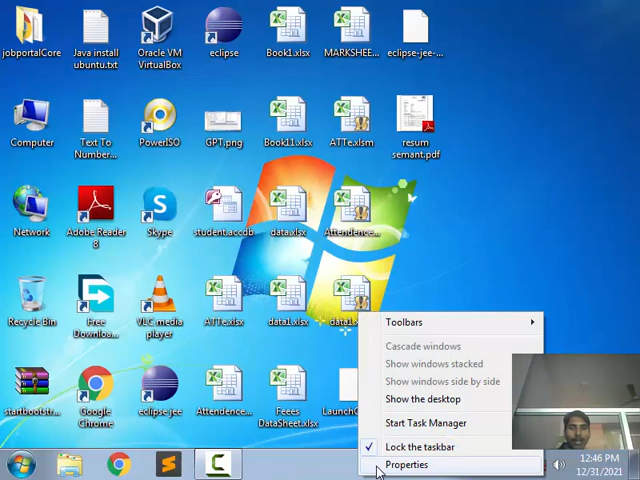 jobportalCore
Java install
ubuntu.txt
Oracle VM
VirtualBox
eclipse
Book1.xlsx
MARKSHEE...
eclipse-jee-...
Computer
Text To
Number...
PowerISO
GPT.png
Book11.xlsx
ATTe.xlsm
resum
semant.pdf
Network
Adobe Reader
8
Skype
student.accdb
data.xlsx
Attendence...
Recycle Bin
Free
Downloa...
VLC media
player
ATTe.xlsx
data1.xlsx
data1.xls
startbootstr...
Google
Chrome
eclipse jee
Attendence...
Feees
DataSheet.xlsx
LaunchG
Toolbars
Cascade windows
Show windows stacked
Show windows side by side
Show the desktop
Start Task Manager
Lock the taskbar
Properties
12:46 PM
12/31/2021